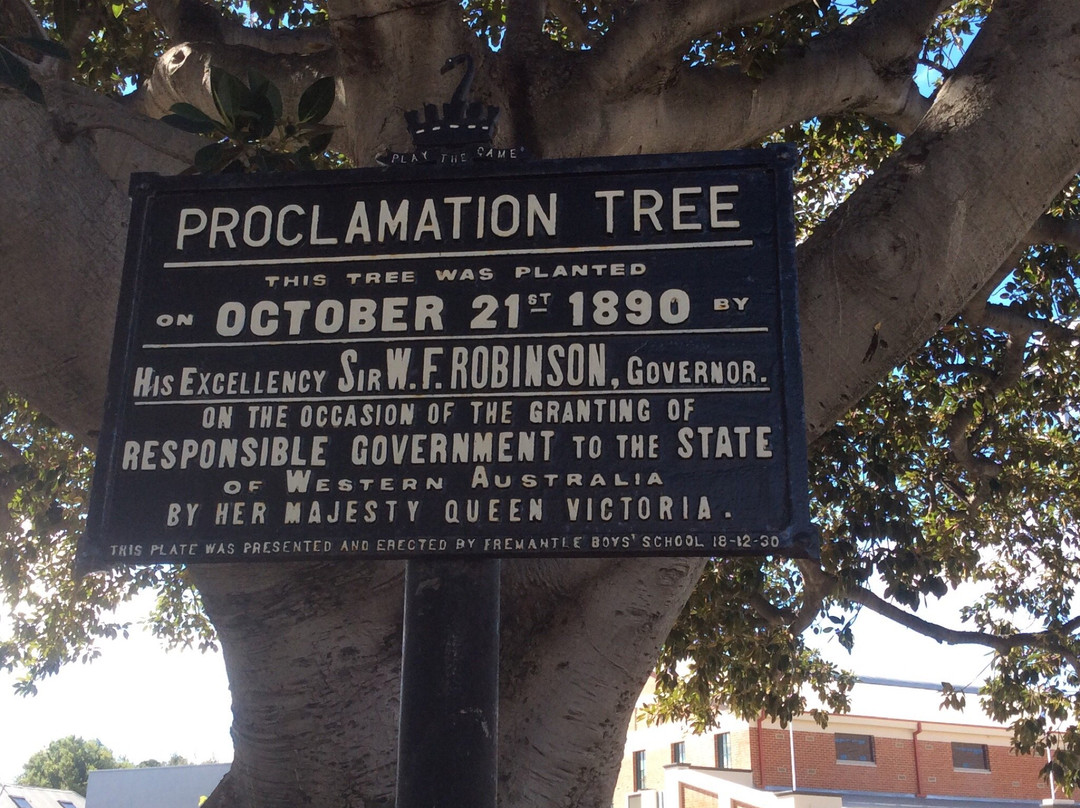 "PLAY THE GAME"
PROCLAMATION TREE
THIS TREE WAS PLANTED
ON OCTOBER 21ST 1890 BY
HIS EXCELLENCY SIR W. F. ROBINSON, GOVERNOR.
ON THE OCCASION OF THE GRANTING OF
RESPONSIBLE GOVERNMENT TO THE STATE
OF WESTERN AUSTRALIA
BY HER MAJESTY QUEEN VICTORIA.
THIS PLATE WAS PRESENTED AND ERECTED BY FREMANTLE BOYS' SCHOOL 18-12-30